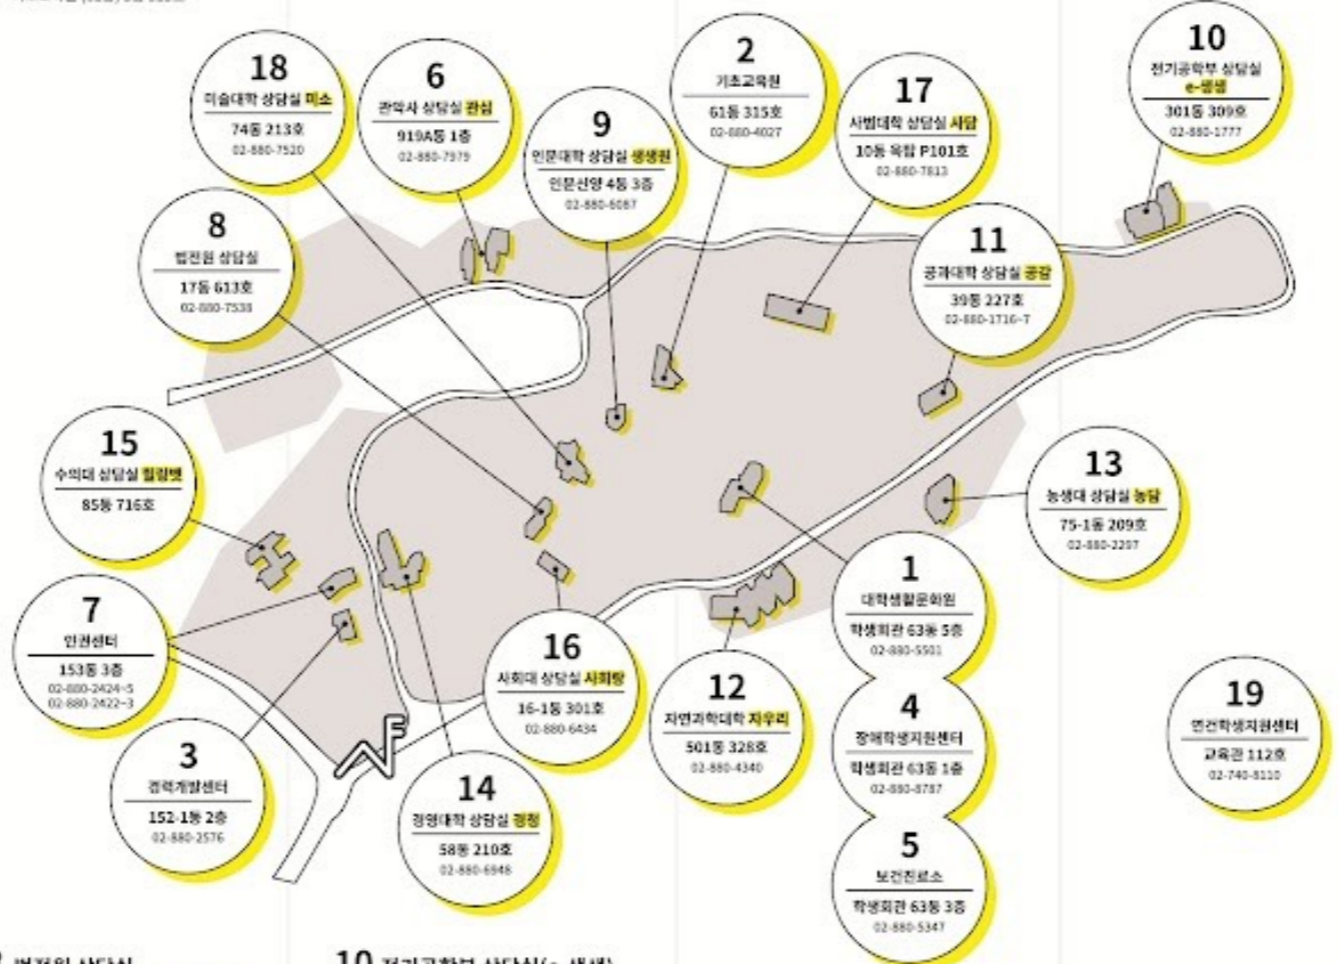 18
미술대학 상담실 미소
74동 213호
02-880-7520
6
관악사 상담실 관심
919A동 1층
02-880-7979
9
인문대학 상담실 생생원
인문신양 4동 3층
02-880-6087
2
기초교육원
61동 315호
02-880-4027
17
사범대학 상담실 사담
10동 옥탑 P101호
02-880-7813
10
전기공학부 상담실
e-생생
301동 309호
02-880-1777
8
법전원 상담실
17동 613호
02-880-7538
11
공과대학 상담실 공감
39동 227호
02-880-1716~7
15
수의대 상담실 힐링벳
85동 716호
13
농생대 상담실 농담
75-1동 209호
02-880-2297
7
인권센터
153동 3층
02-880-2424~5
02-880-2422~3
16
사회대 상담실 사회랑
16-1동 301호
02-880-6434
1
대학생활문화원
학생회관 63동 5층
02-880-5501
12
자연과학대학 자우리
501동 328호
02-880-4340
4
장애학생지원센터
학생회관 63동 1층
02-880-8787
19
연건학생지원센터
교육관 112호
02-740-8110
3
경력개발센터
152-1동 2층
02-880-2576
14
경영대학 상담실 경청
58동 210호
02-880-6948
5
보건진료소
학생회관 63동 3층
02-880-5347